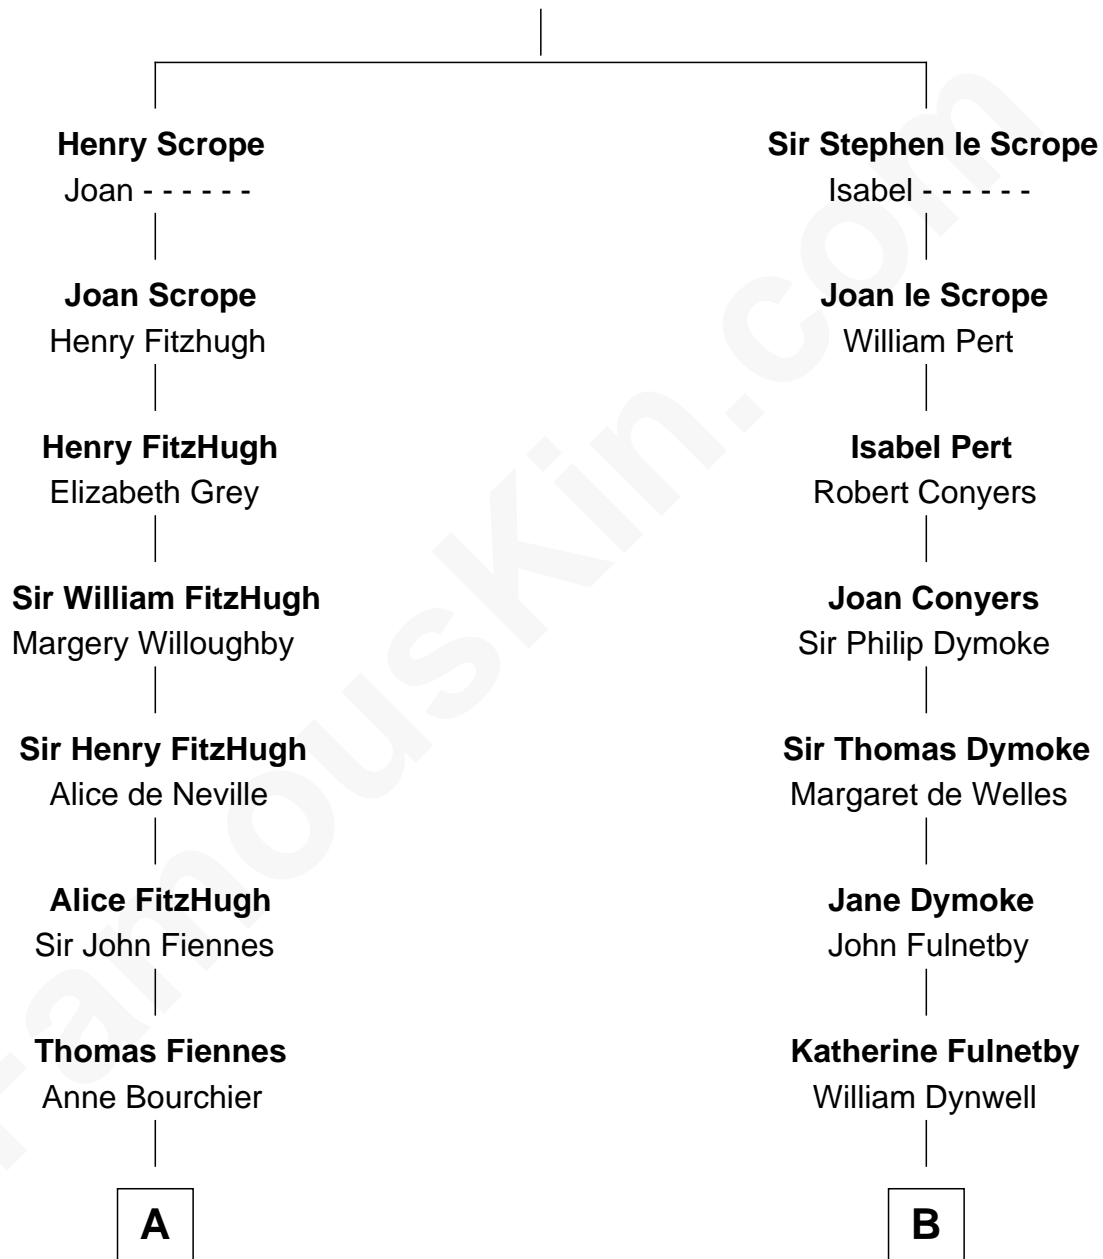 Henry Scrope
Joan - - - - - -
Joan Scrope
Henry Fitzhugh
Henry FitzHugh
Elizabeth Grey
Sir William FitzHugh
Margery Willoughby
Sir Henry FitzHugh
Alice de Neville
Alice FitzHugh
Sir John Fiennes
Thomas Fiennes
Anne Bourchier
A
Sir Stephen le Scrope
Isabel - - - - - -
Joan le Scrope
William Pert
Isabel Pert
Robert Conyers
Joan Conyers
Sir Philip Dymoke
Sir Thomas Dymoke
Margaret de Welles
Jane Dymoke
John Fulnetby
Katherine Fulnetby
William Dynwell
B
FamousKin.com